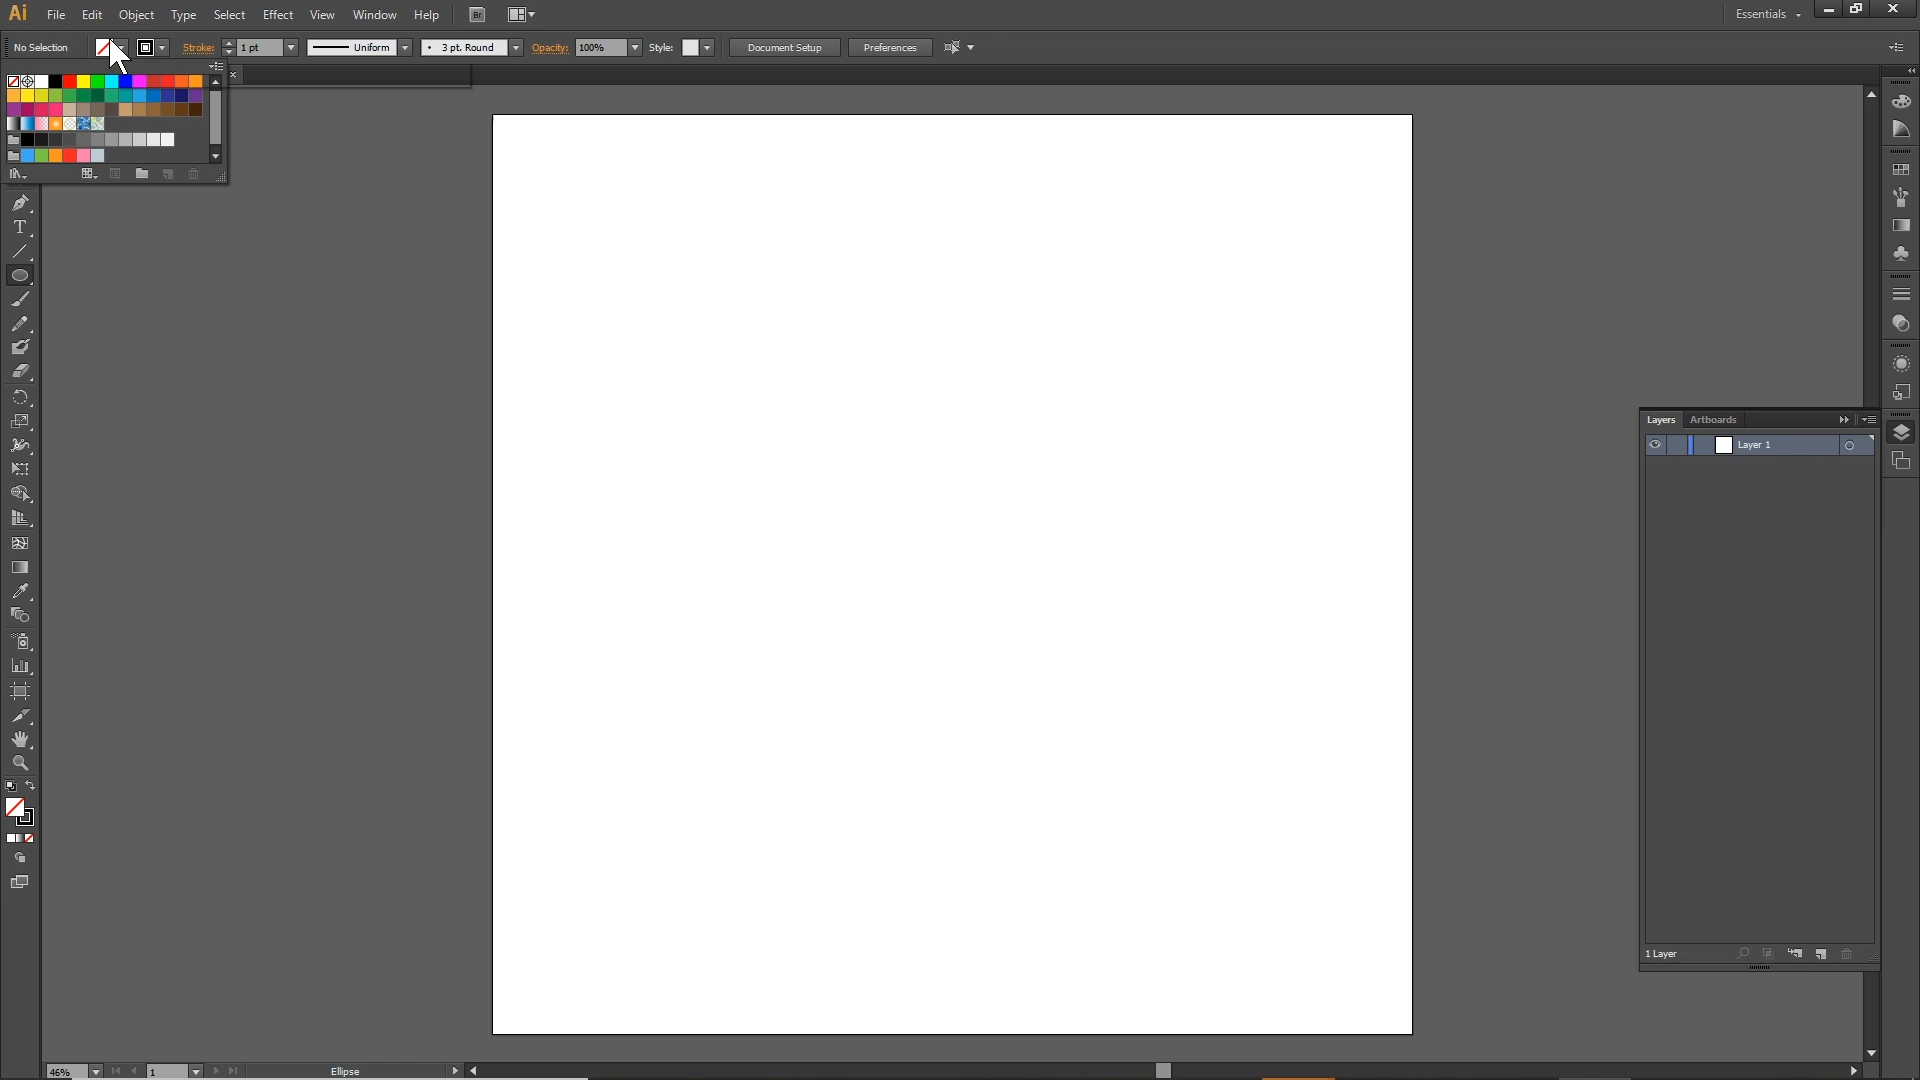 Ai File Edit Object Type Select Effect View Window Help Br Essentials
No Selection Stroke: 1 pt Uniform 3 pt. Round Opacity: 100% Style: Document Setup Preferences
Layers Artboards
Layer 1
1 Layer
46% 1 Ellipse